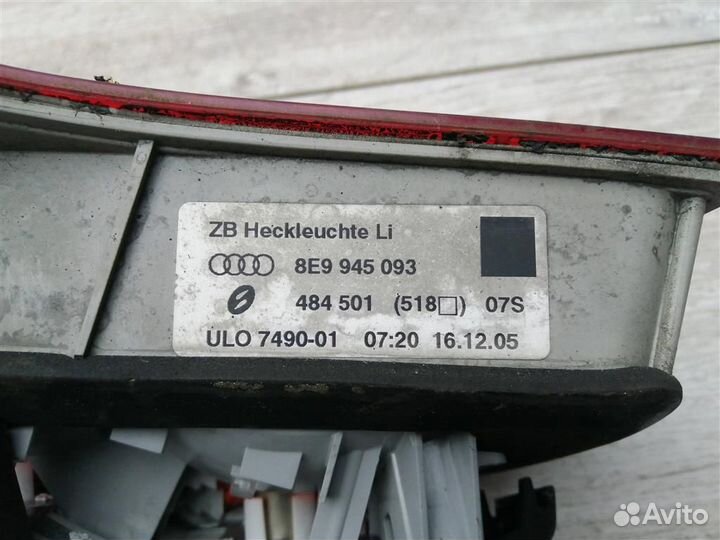 ZB Heckleuchte Li
8E9 945 093
484 501 (518□) 07S
ULO 7490-01 07:20 16.12.05
Avito